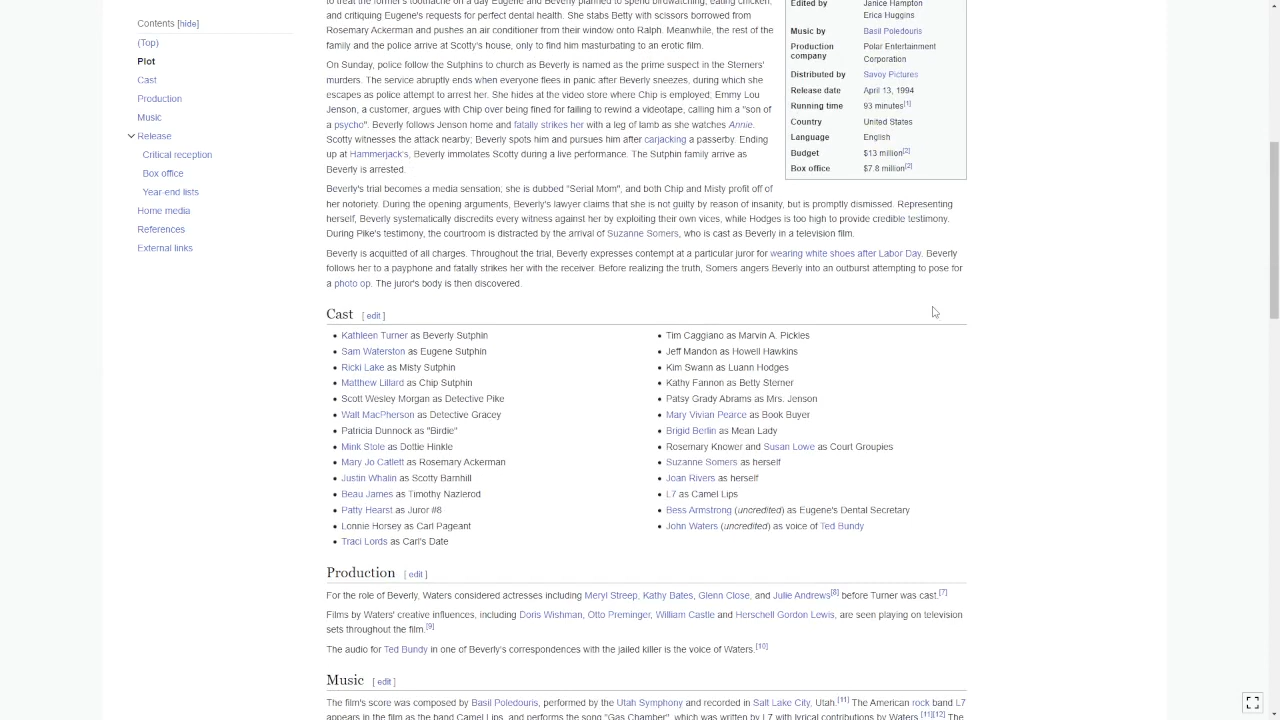 Contents [hide]
(Top)
Plot
Cast
Production
Music
Release
Critical reception
Box office
Year-end lists
Home media
References
External links
to treat the former's toothache on a day Eugene and Beverly planned to spend birdwatching, eating chicken,
and critiquing Eugene's requests for perfect dental health. She stabs Betty with scissors borrowed from
Rosemary Ackerman and pushes an air conditioner from their window onto Ralph. Meanwhile, the rest of the
family and the police arrive at Scotty's house, only to find him masturbating to an erotic film.
On Sunday, police follow the Sutphins to church as Beverly is named as the prime suspect in the Sterners'
murders. The service abruptly ends when everyone flees in panic after Beverly sneezes, during which she
escapes as police attempt to arrest her. She hides at the video store where Chip is employed; Emmy Lou
Jenson, a customer, argues with Chip over being fined for failing to rewind a videotape, calling him a "son of
a psycho". Beverly follows Jenson home and fatally strikes her with a leg of lamb as she watches Annie.
Scotty witnesses the attack nearby; Beverly spots him and pursues him after carjacking a passerby. Ending
up at Hammerjack's, Beverly immolates Scotty during a live performance. The Sutphin family arrive as
Beverly is arrested.
Beverly's trial becomes a media sensation; she is dubbed "Serial Mom", and both Chip and Misty profit off of
her notoriety. During the opening arguments, Beverly's lawyer claims that she is not guilty by reason of insanity, but is promptly dismissed. Representing
herself, Beverly systematically discredits every witness against her by exploiting their own vices, while Hodges is too high to provide credible testimony.
During Pike's testimony, the courtroom is distracted by the arrival of Suzanne Somers, who is cast as Beverly in a television film.
Beverly is acquitted of all charges. Throughout the trial, Beverly expresses contempt at a particular juror for wearing white shoes after Labor Day. Beverly
follows her to a payphone and fatally strikes her with the receiver. Before realizing the truth, Somers angers Beverly into an outburst attempting to pose for
a photo op. The juror's body is then discovered.
Edited by Janice Hampton
Erica Huggins
Music by Basil Poledouris
Production company Polar Entertainment Corporation
Distributed by Savoy Pictures
Release date April 13, 1994
Running time 93 minutes[1]
Country United States
Language English
Budget $13 million[2]
Box office $7.8 million[2]
Cast [ edit ]
Kathleen Turner as Beverly Sutphin
Sam Waterston as Eugene Sutphin
Ricki Lake as Misty Sutphin
Matthew Lillard as Chip Sutphin
Scott Wesley Morgan as Detective Pike
Walt MacPherson as Detective Gracey
Patricia Dunnock as "Birdie"
Mink Stole as Dottie Hinkle
Mary Jo Catlett as Rosemary Ackerman
Justin Whalin as Scotty Barnhill
Beau James as Timothy Nazlerod
Patty Hearst as Juror #8
Lonnie Horsey as Carl Pageant
Traci Lords as Carl's Date
Tim Caggiano as Marvin A. Pickles
Jeff Mandon as Howell Hawkins
Kim Swann as Luann Hodges
Kathy Fannon as Betty Sterner
Patsy Grady Abrams as Mrs. Jenson
Mary Vivian Pearce as Book Buyer
Brigid Berlin as Mean Lady
Rosemary Knower and Susan Lowe as Court Groupies
Suzanne Somers as herself
Joan Rivers as herself
L7 as Camel Lips
Bess Armstrong (uncredited) as Eugene's Dental Secretary
John Waters (uncredited) as voice of Ted Bundy
Production [ edit ]
For the role of Beverly, Waters considered actresses including Meryl Streep, Kathy Bates, Glenn Close, and Julie Andrews[8] before Turner was cast.[7]
Films by Waters' creative influences, including Doris Wishman, Otto Preminger, William Castle and Herschell Gordon Lewis, are seen playing on television
sets throughout the film.[9]
The audio for Ted Bundy in one of Beverly's correspondences with the jailed killer is the voice of Waters.[10]
Music [ edit ]
The film's score was composed by Basil Poledouris, performed by the Utah Symphony and recorded in Salt Lake City, Utah.[11] The American rock band L7
appears in the film as the band Camel Lips, and performs the song "Gas Chamber", which was written by L7 with lyrical contributions by Waters.[11][12] The